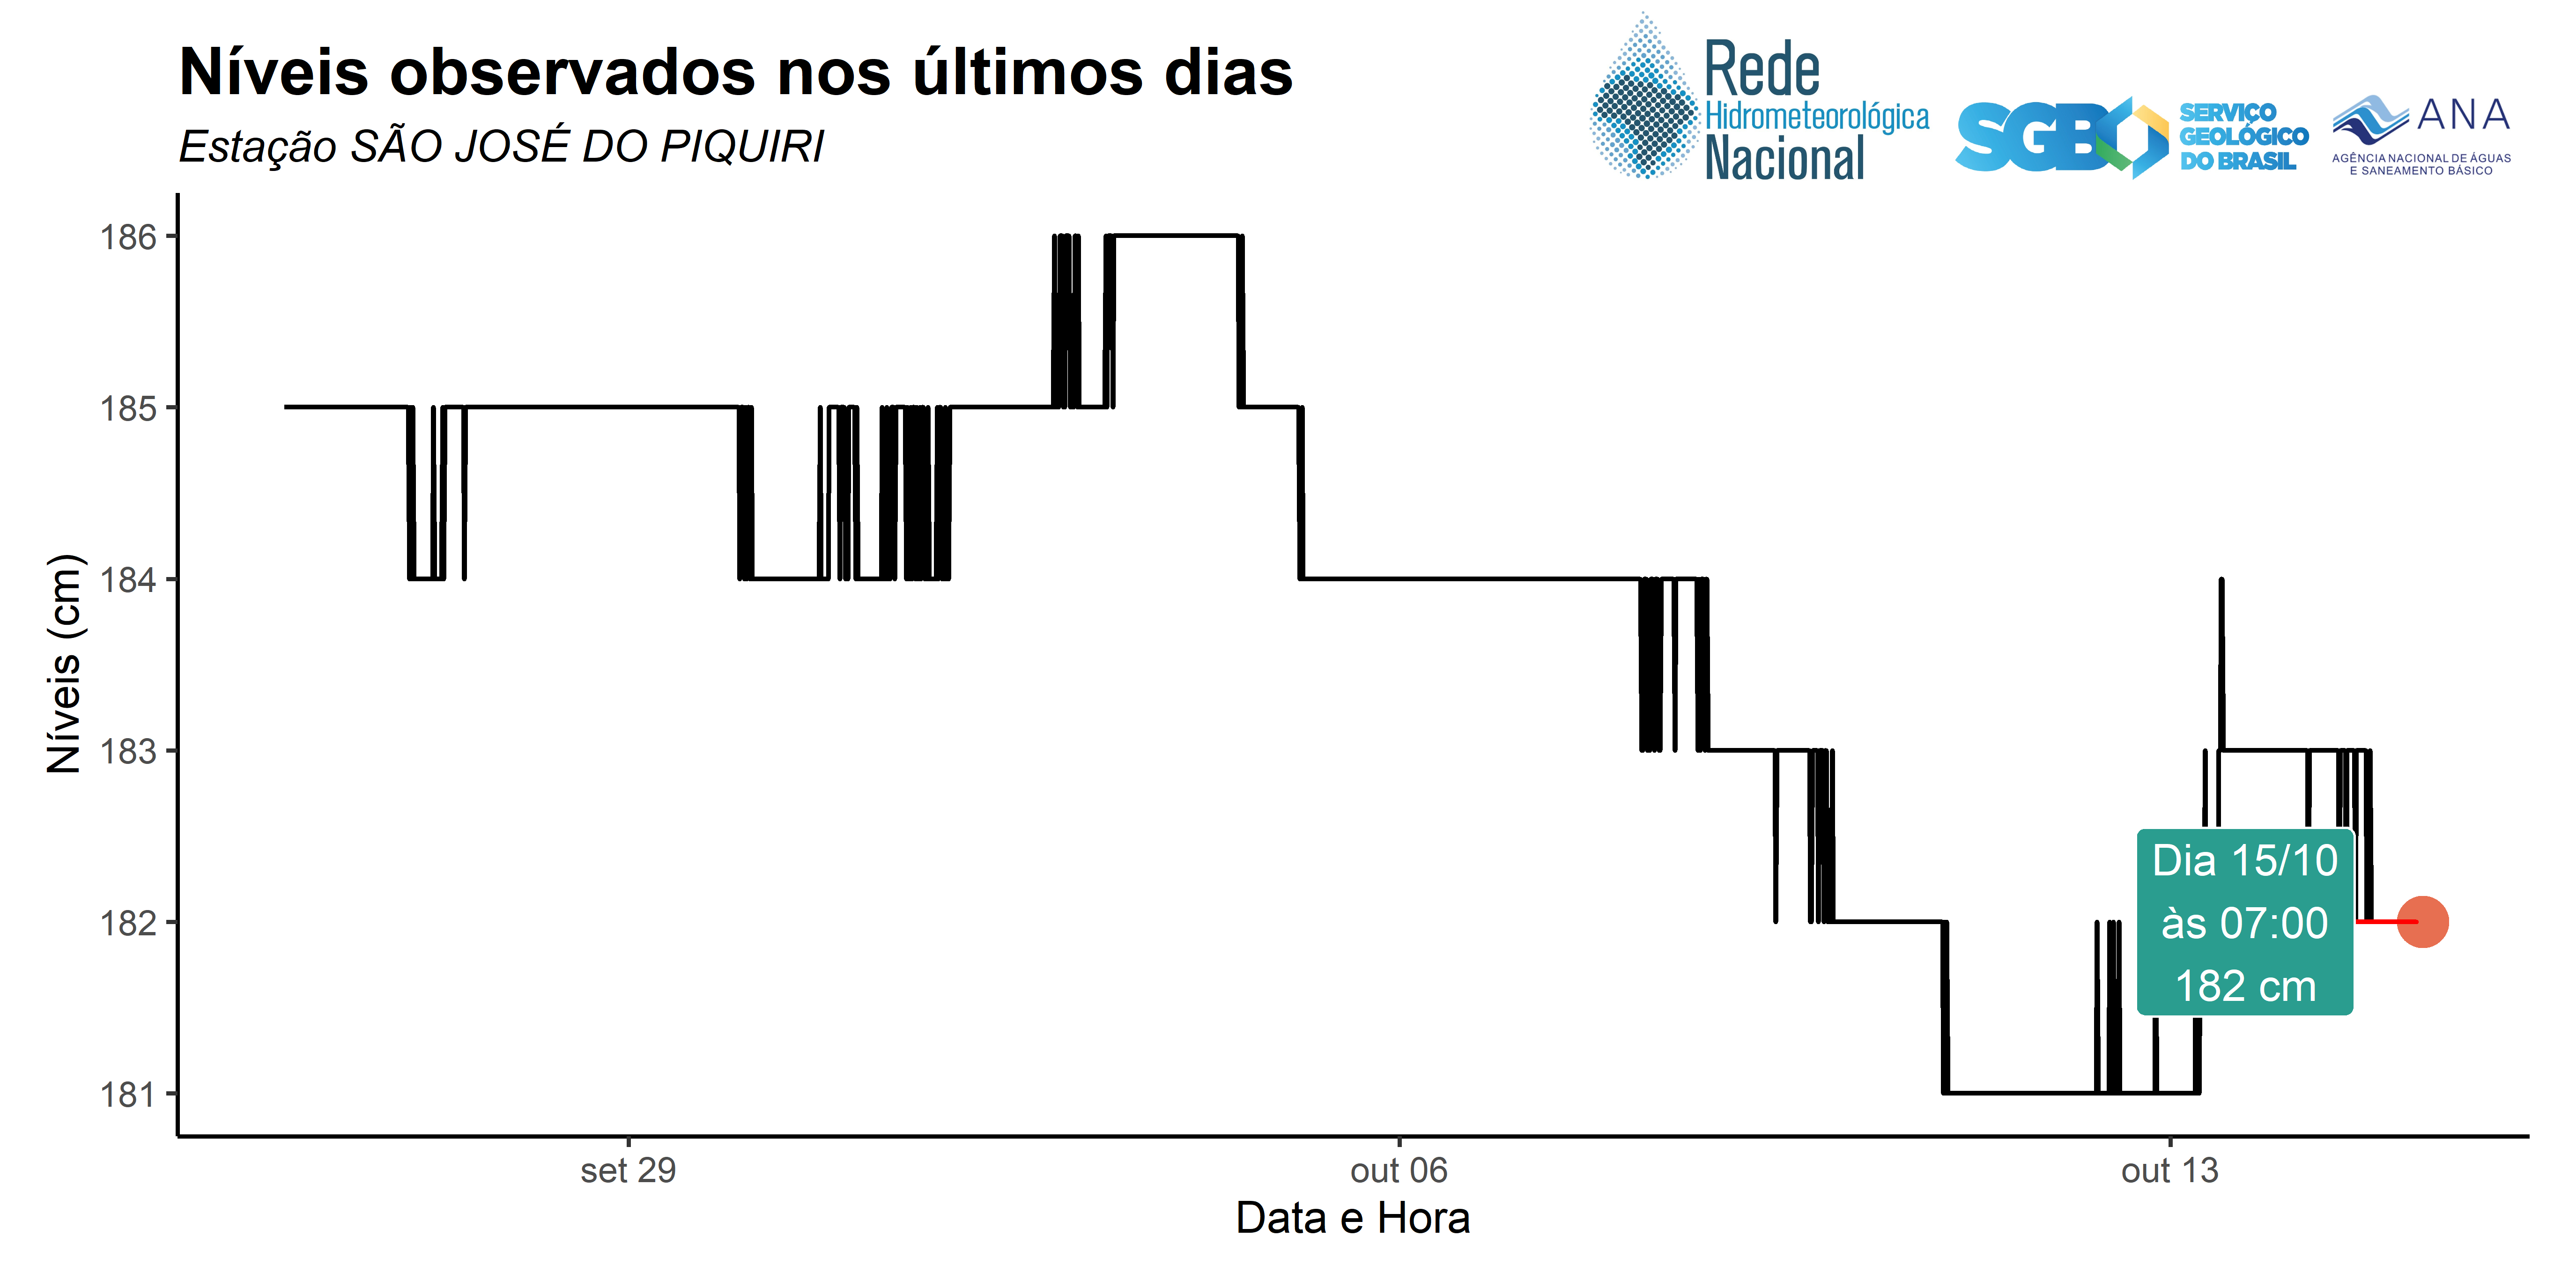 Níveis observados nos últimos dias
Estação SÃO JOSÉ DO PIQUIRI
Rede
Hidrometeorológica
Nacional
SGB
SERVIÇO
GEOLÓGICO
DO BRASIL
ANA
AGÊNCIA NACIONAL DE ÁGUAS
E SANEAMENTO BÁSICO
Níveis (cm)
186
185
184
183
182
181
Dia 15/10
às 07:00
182 cm
set 29
out 06
out 13
Data e Hora